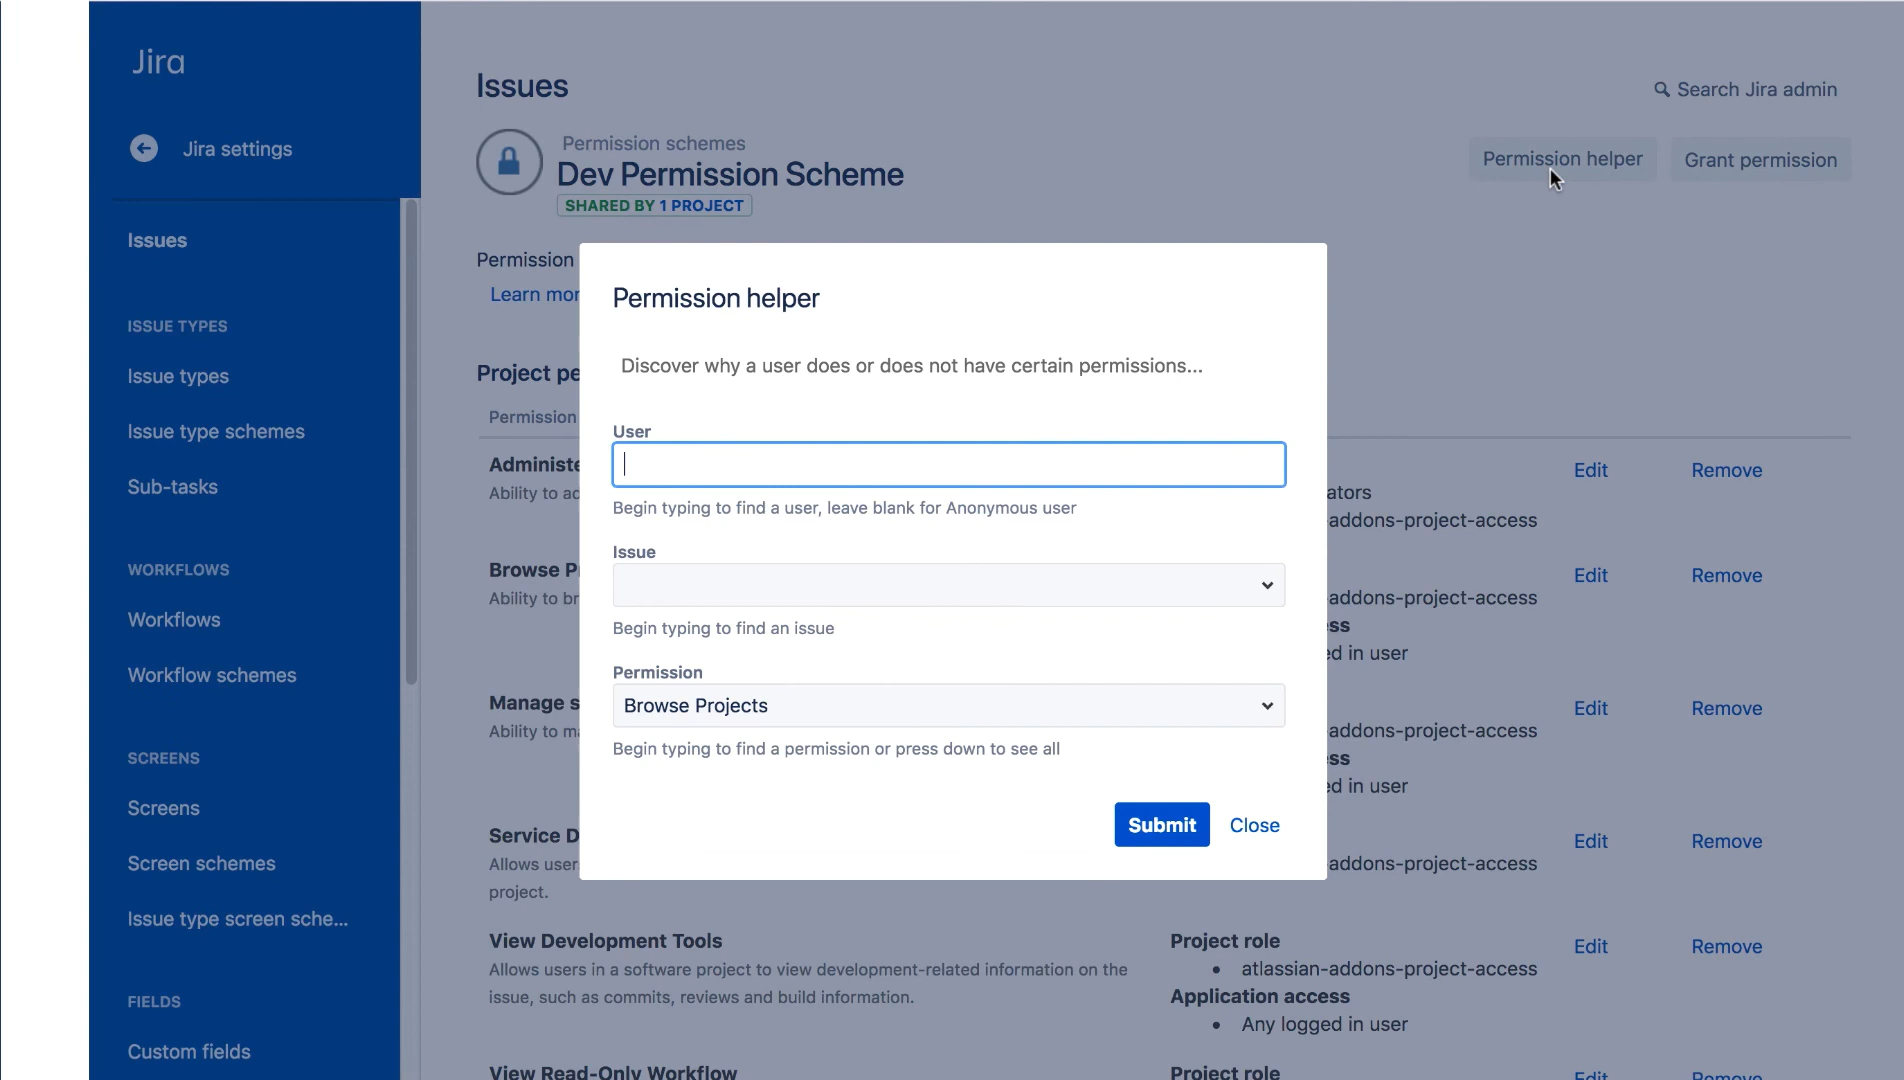 Jira
Jira settings
Issues
ISSUE TYPES
Issue types
Issue type schemes
Sub-tasks
WORKFLOWS
Workflows
Workflow schemes
SCREENS
Screens
Screen schemes
Issue type screen sche...
FIELDS
Custom fields
Issues
Search Jira admin
Permission schemes
Dev Permission Scheme
SHARED BY 1 PROJECT
Permission helper
Grant permission
Permission
Learn mor
Project pe
Permission
Administe
Ability to ad
ators
addons-project-access
Edit Remove
Browse P
Ability to br
addons-project-access
ss
ed in user
Edit Remove
Manage s
Ability to ma
addons-project-access
ss
ed in user
Edit Remove
Service D
Allows user
project.
addons-project-access
Edit Remove
View Development Tools
Allows users in a software project to view development-related information on the
issue, such as commits, reviews and build information.
Project role
• atlassian-addons-project-access
Application access
• Any logged in user
Edit Remove
View Read-Only Workflow
Project role
Edit Remove
Permission helper
Discover why a user does or does not have certain permissions...
User
Begin typing to find a user, leave blank for Anonymous user
Issue
Begin typing to find an issue
Permission
Browse Projects
Begin typing to find a permission or press down to see all
Submit Close